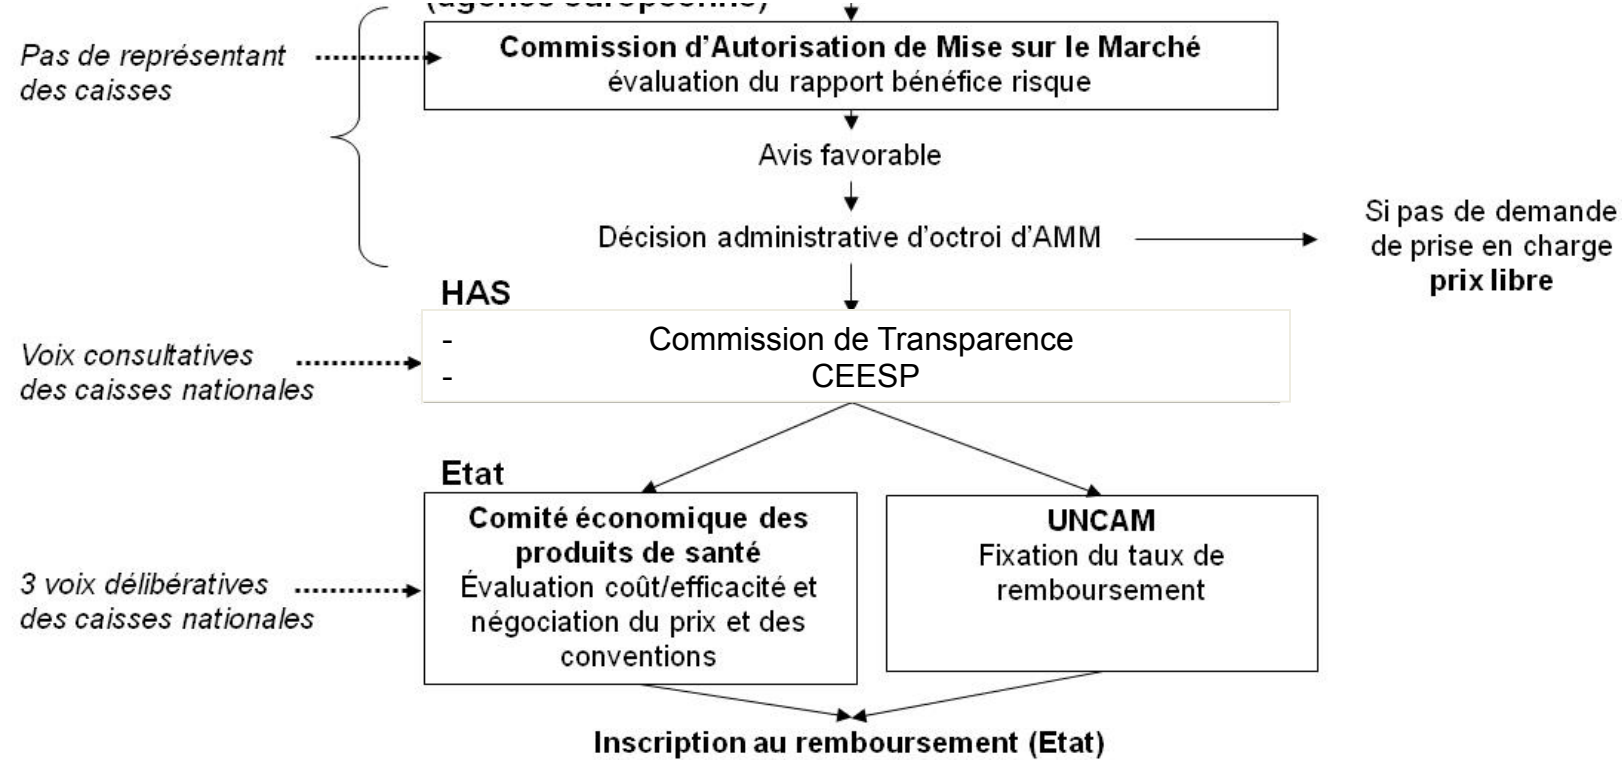 (agence européenne)
Pas de représentant
des caisses
Commission d'Autorisation de Mise sur le Marché
évaluation du rapport bénéfice risque
Avis favorable
Décision administrative d'octroi d'AMM
Si pas de demande
de prise en charge
prix libre
HAS
Voix consultatives
des caisses nationales
- Commission de Transparence
- CEESP
Etat
3 voix délibératives
des caisses nationales
Comité économique des
produits de santé
Évaluation coût/efficacité et
négociation du prix et des
conventions
UNCAM
Fixation du taux de
remboursement
Inscription au remboursement (Etat)